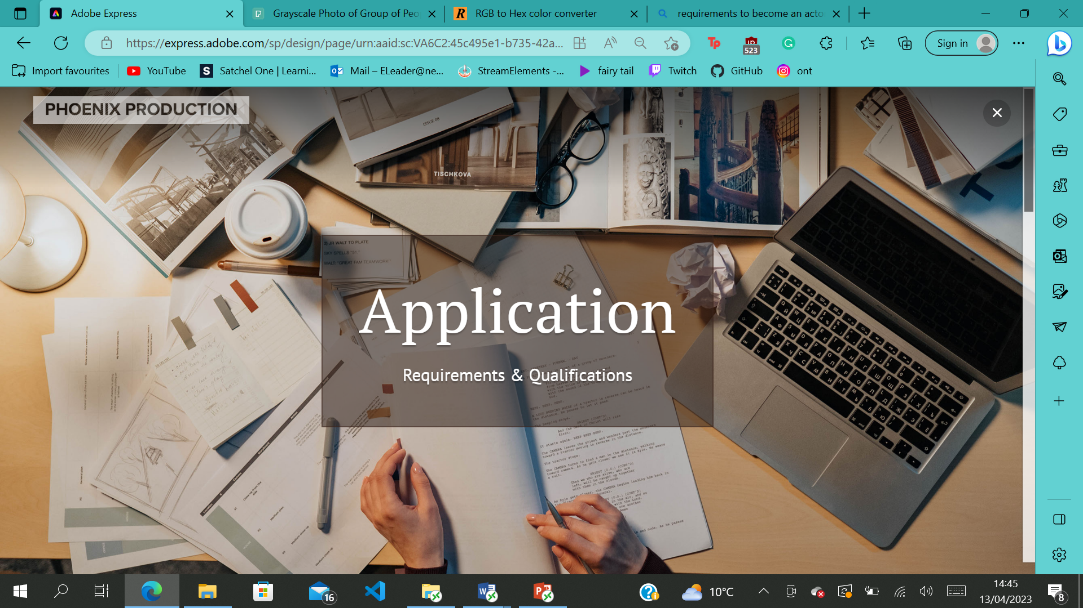 Adobe Express
Grayscale Photo of Group of Peo
RGB to Hex color converter
requirements to become an acto
https://express.adobe.com/sp/design/page/urn:aaid:sc:VA6C2:45c495e1-b735-42a...
523
Sign in
Import favourites
YouTube
Satchel One | Learni...
Mail – ELeader@ne...
StreamElements -...
fairy tail
Twitch
GitHub
ont
PHOENIX PRODUCTION
TISCHKOVA
Application
Requirements & Qualifications
16
10°C
14:45
13/04/2023
8